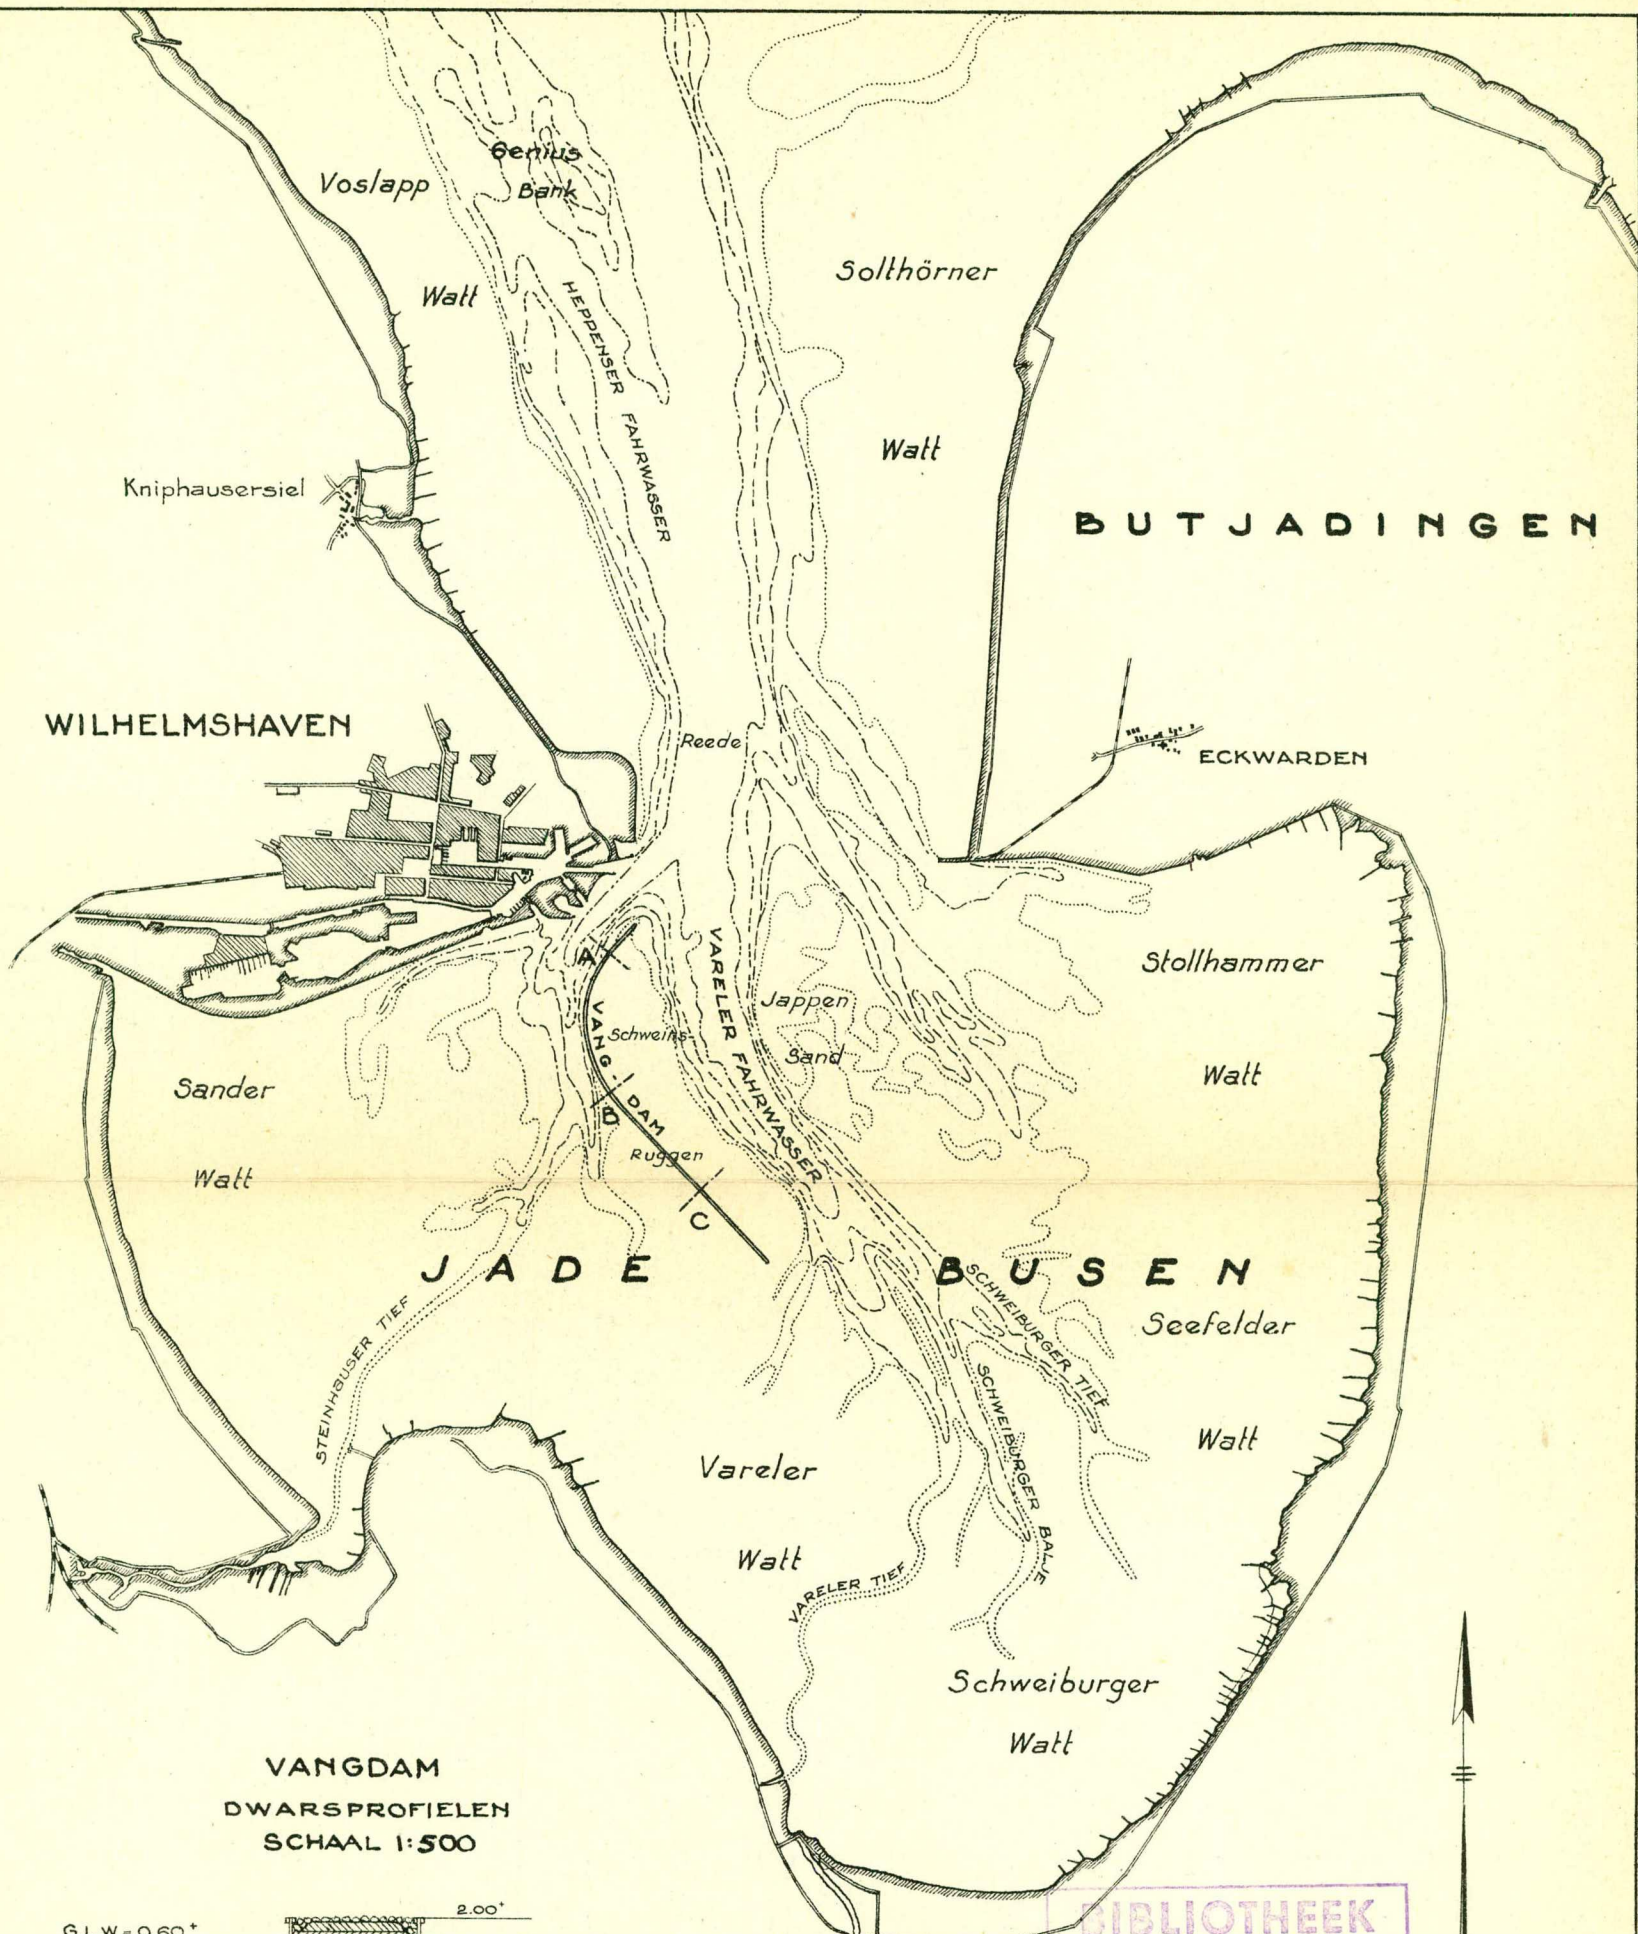 Genius
Bank
Voslapp
Watt
HEPPENSER FAHRWASSER
Solthörner
Watt
Kniphausersiel
BUTJADINGEN
WILHELMSHAVEN
Reede
ECKWARDEN
A
VANG-DAM
Schweins-
B
Ruggen
C
VARELER FAHRWASSER
Jappen
Sand
Stollhammer
Watt
Sander
Watt
JADE BUSEN
STEINHAUSER TIEF
SCHWEIBURGER TIEF
SCHWEIBURGER BALJE
Seefelder
Watt
Vareler
Watt
VARELER TIEF
Schweiburger
Watt
VANGDAM
DWARSPROFIELEN
SCHAAL 1:500
2.00+
G.L.W=0.60+
BIBLIOTHEEK